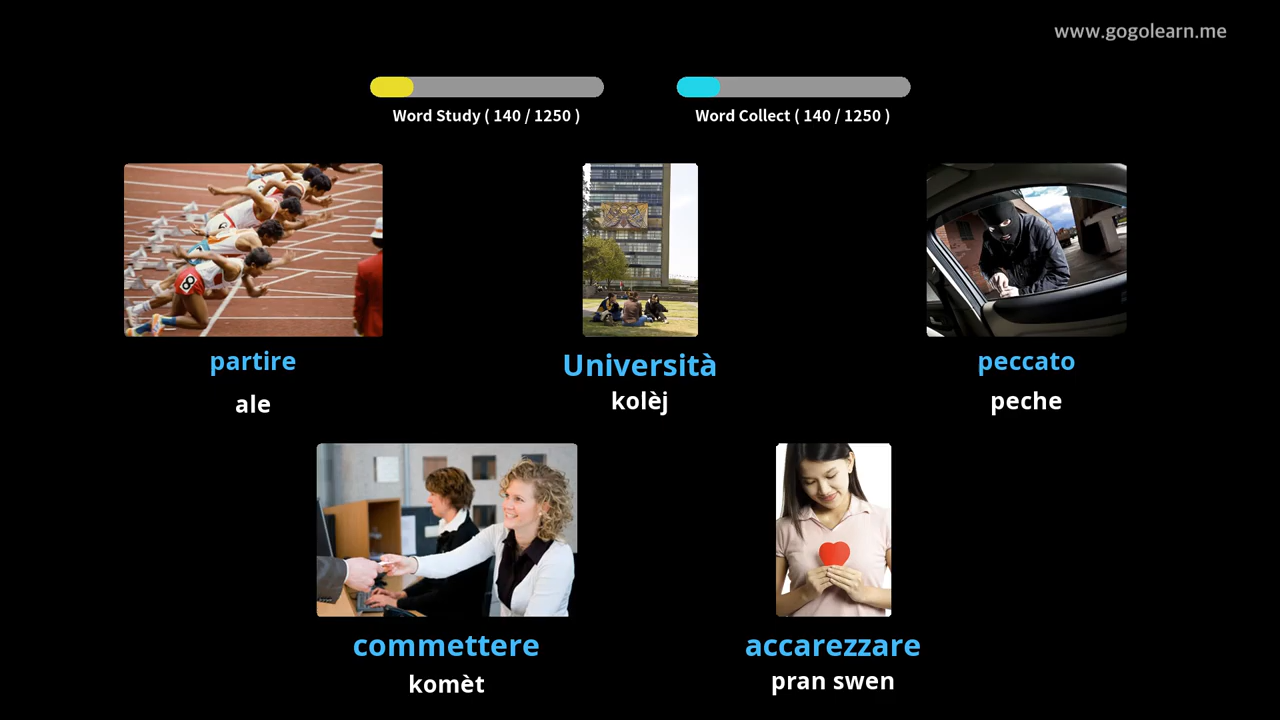 www.gogolearn.me
Word Study ( 140 / 1250 )
Word Collect ( 140 / 1250 )
partire
ale
Università
kolèj
peccato
peche
8
commettere
komèt
accarezzare
pran swen